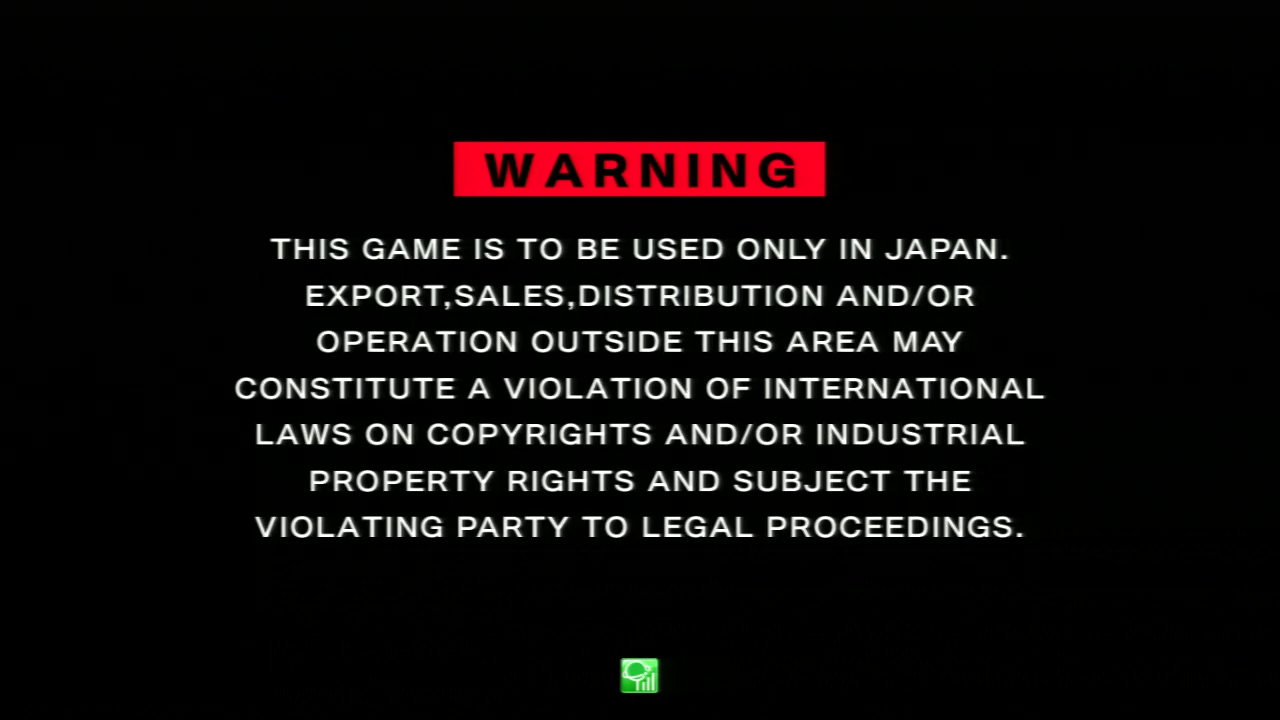 WARNING
THIS GAME IS TO BE USED ONLY IN JAPAN.
EXPORT,SALES,DISTRIBUTION AND/OR
OPERATION OUTSIDE THIS AREA MAY
CONSTITUTE A VIOLATION OF INTERNATIONAL
LAWS ON COPYRIGHTS AND/OR INDUSTRIAL
PROPERTY RIGHTS AND SUBJECT THE
VIOLATING PARTY TO LEGAL PROCEEDINGS.